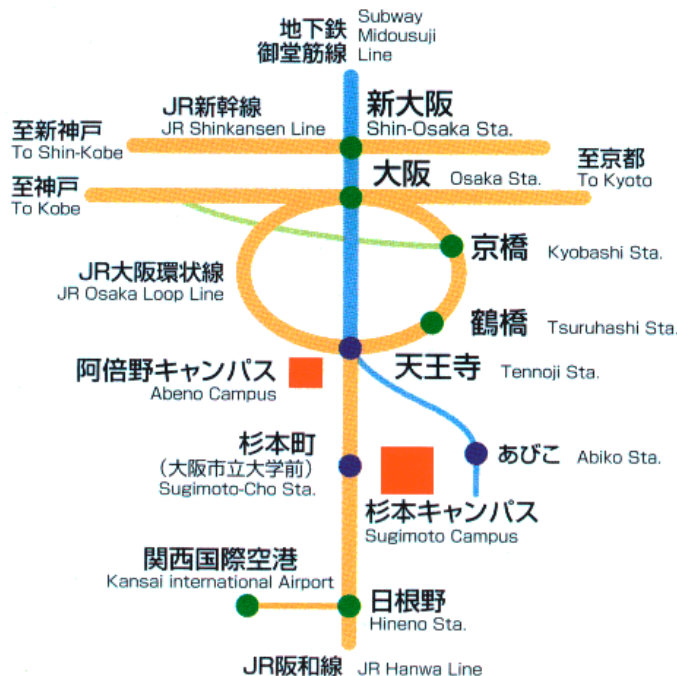 地下鉄
御堂筋線
Subway
Midousuji
Line
JR新幹線
JR Shinkansen Line
新大阪
Shin-Osaka Sta.
至新神戸
To Shin-Kobe
至京都
To Kyoto
大阪 Osaka Sta.
至神戸
To Kobe
京橋 Kyobashi Sta.
JR大阪環状線
JR Osaka Loop Line
鶴橋 Tsuruhashi Sta.
天王寺 Tennoji Sta.
阿倍野キャンパス
Abeno Campus
杉本町
（大阪市立大学前）
Sugimoto-Cho Sta.
あびこ Abiko Sta.
杉本キャンパス
Sugimoto Campus
関西国際空港
Kansai international Airport
日根野
Hineno Sta.
JR阪和線 JR Hanwa Line